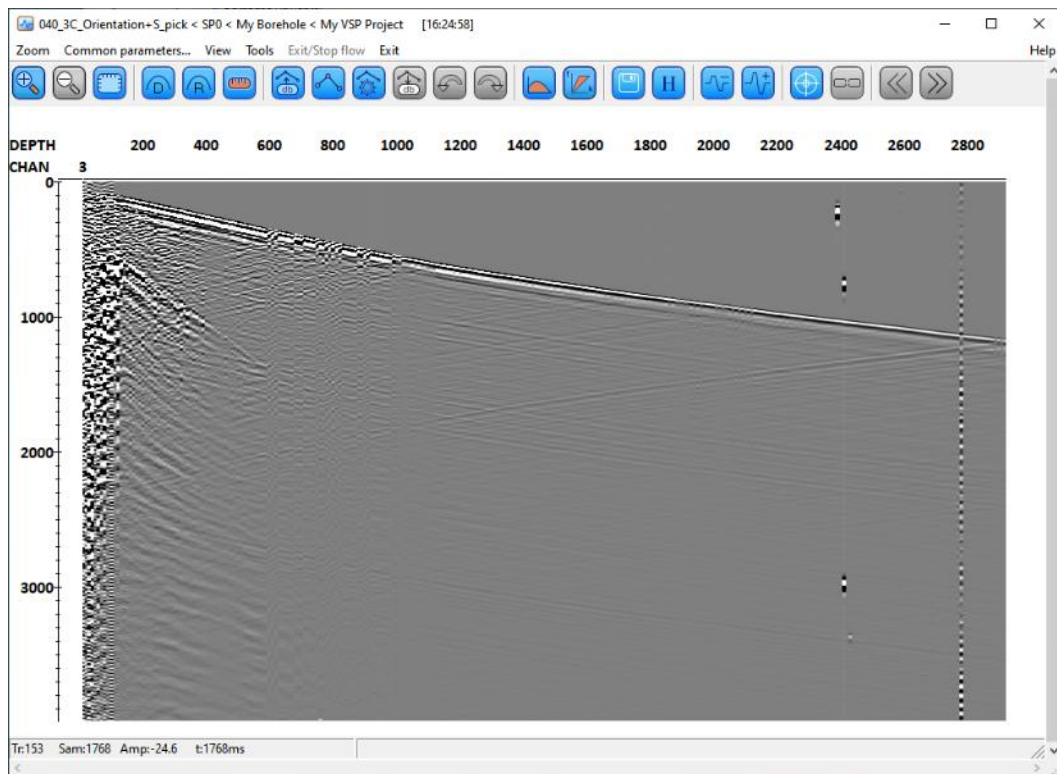 040_3C_Orientation+S_pick < SP0 < My Borehole < My VSP Project [16:24:58]
Zoom Common parameters... View Tools Exit/Stop flow Exit Help
D R db db H
DEPTH 200 400 600 800 1000 1200 1400 1600 1800 2000 2200 2400 2600 2800
CHAN 3
0
1000
2000
3000
Tr:153 Sam:1768 Amp:-24.6 t:1768ms